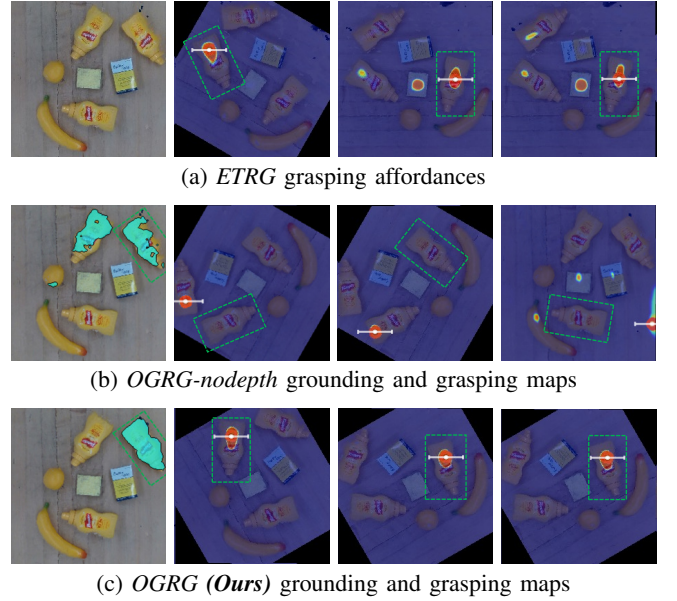 (a) ETRG grasping affordances
(b) OGRG-nodepth grounding and grasping maps
(c) OGRG (Ours) grounding and grasping maps